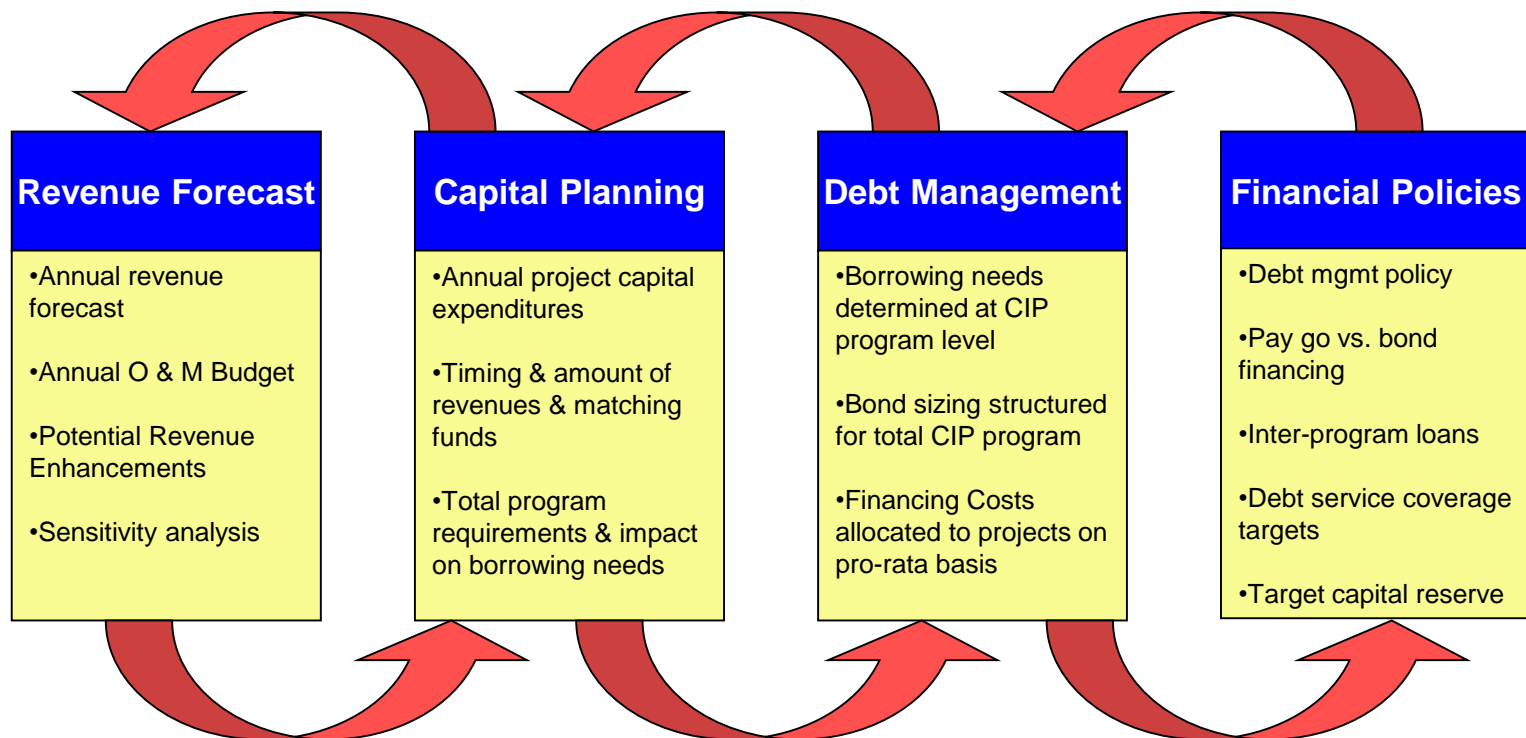 Revenue Forecast
•Annual revenue
forecast
•Annual O & M Budget
•Potential Revenue
Enhancements
•Sensitivity analysis
Capital Planning
•Annual project capital
expenditures
•Timing & amount of
revenues & matching
funds
•Total program
requirements & impact
on borrowing needs
Debt Management
•Borrowing needs
determined at CIP
program level
•Bond sizing structured
for total CIP program
•Financing Costs
allocated to projects on
pro-rata basis
Financial Policies
•Debt mgmt policy
•Pay go vs. bond
financing
•Inter-program loans
•Debt service coverage
targets
•Target capital reserve